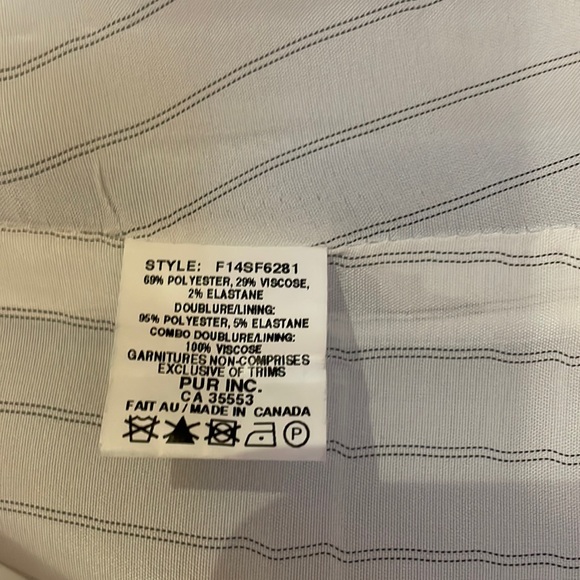 STYLE: F14SF6281
69% POLYESTER, 29% VISCOSE,
2% ELASTANE
DOUBLURE/LINING:
95% POLYESTER, 5% ELASTANE
COMBO DOUBLURE/LINING:
100% VISCOSE
GARNITURES NON-COMPRISES
EXCLUSIVE OF TRIMS
PUR INC.
CA 35553
FAIT AU / MADE IN CANADA
P